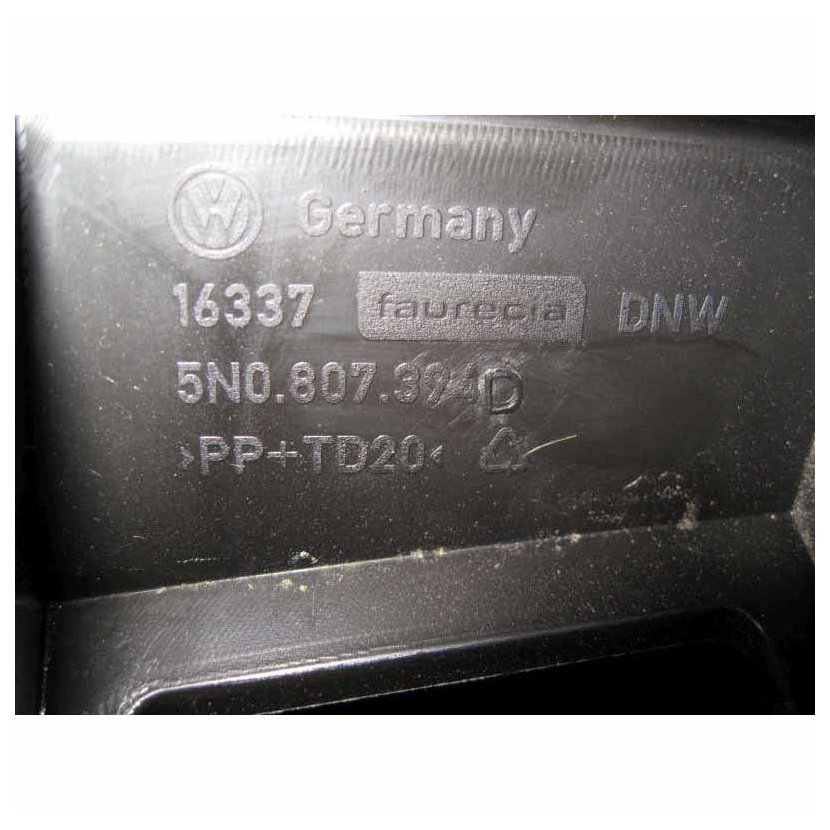 Germany
16337 faurecia DNW
5N0.807.394D
>PP+TD20<